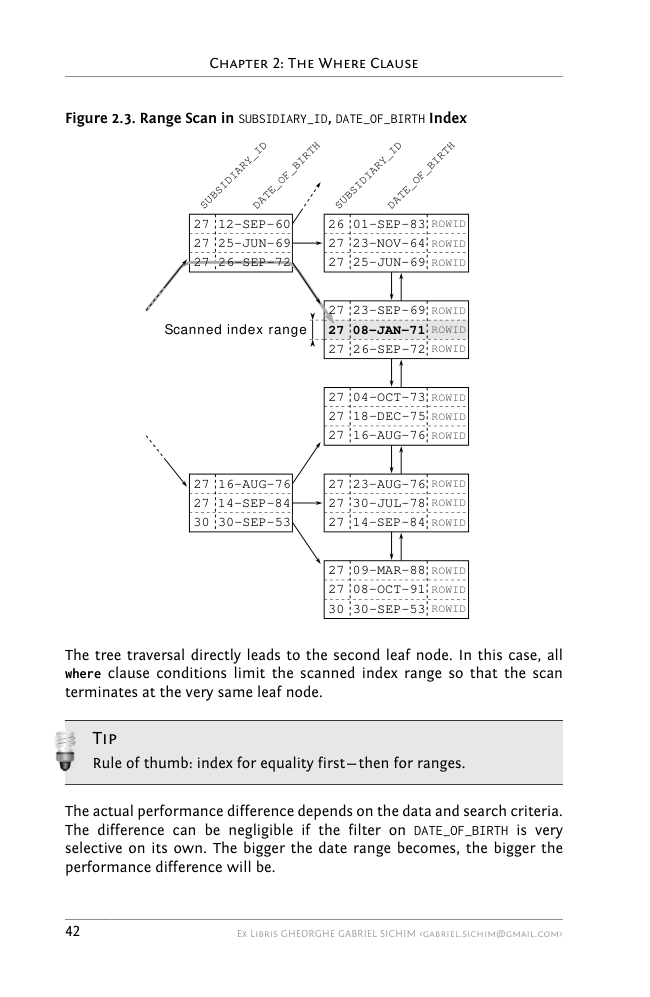 CHAPTER 2: THE WHERE CLAUSE
Figure 2.3. Range Scan in SUBSIDIARY_ID, DATE_OF_BIRTH Index
SUBSIDIARY_ID DATE_OF_BIRTH SUBSIDIARY_ID DATE_OF_BIRTH
27 12-SEP-60
27 25-JUN-69
27 26-SEP-72
26 01-SEP-83 ROWID
27 23-NOV-64 ROWID
27 25-JUN-69 ROWID
Scanned index range
27 23-SEP-69 ROWID
27 08-JAN-71 ROWID
27 26-SEP-72 ROWID
27 04-OCT-73 ROWID
27 18-DEC-75 ROWID
27 16-AUG-76 ROWID
27 16-AUG-76
27 14-SEP-84
30 30-SEP-53
27 23-AUG-76 ROWID
27 30-JUL-78 ROWID
27 14-SEP-84 ROWID
27 09-MAR-88 ROWID
27 08-OCT-91 ROWID
30 30-SEP-53 ROWID
The tree traversal directly leads to the second leaf node. In this case, all
where clause conditions limit the scanned index range so that the scan
terminates at the very same leaf node.
TIP
Rule of thumb: index for equality first—then for ranges.
The actual performance difference depends on the data and search criteria.
The difference can be negligible if the filter on DATE_OF_BIRTH is very
selective on its own. The bigger the date range becomes, the bigger the
performance difference will be.
42
EX LIBRIS GHEORGHE GABRIEL SICHIM <GABRIEL.SICHIM@GMAIL.COM>